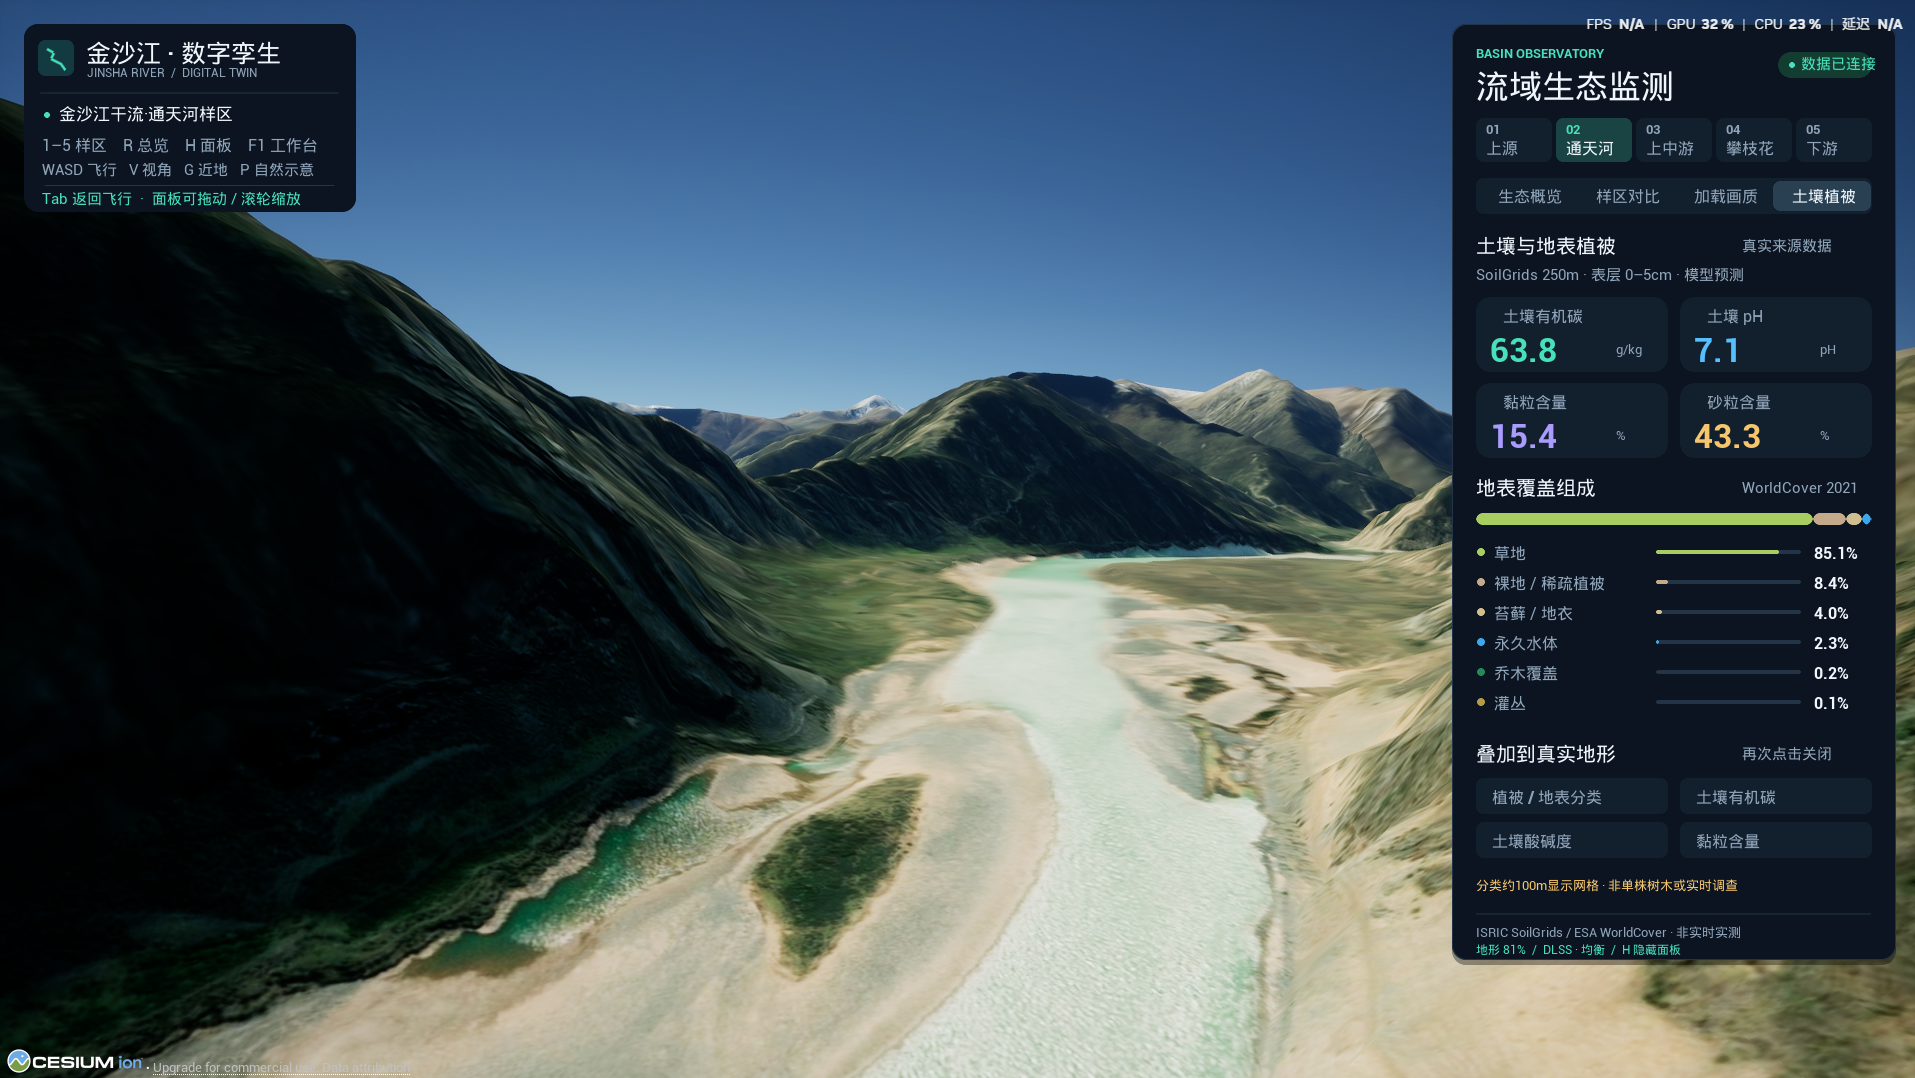 FPS N/A | GPU 32 % | CPU 23 % | 延迟 N/A
金沙江 · 数字孪生
JINSHA RIVER / DIGITAL TWIN
金沙江干流·通天河样区
1–5 样区 R 总览 H 面板 F1 工作台
WASD 飞行 V 视角 G 近地 P 自然示意
Tab 返回飞行 · 面板可拖动 / 滚轮缩放
BASIN OBSERVATORY
流域生态监测
数据已连接
01 上源
02 通天河
03 上中游
04 攀枝花
05 下游
生态概览 样区对比 加载画质 土壤植被
土壤与地表植被 真实来源数据
SoilGrids 250m · 表层 0–5cm · 模型预测
土壤有机碳
63.8 g/kg
土壤 pH
7.1 pH
黏粒含量
15.4 %
砂粒含量
43.3 %
地表覆盖组成 WorldCover 2021
草地 85.1%
裸地 / 稀疏植被 8.4%
苔藓 / 地衣 4.0%
永久水体 2.3%
乔木覆盖 0.2%
灌丛 0.1%
叠加到真实地形 再次点击关闭
植被 / 地表分类 土壤有机碳
土壤酸碱度 黏粒含量
分类约100m显示网格 · 非单株树木或实时调查
ISRIC SoilGrids / ESA WorldCover · 非实时实测
地形 81% / DLSS · 均衡 / H 隐藏面板
CESIUM ion . Upgrade for commercial use. Data attribution